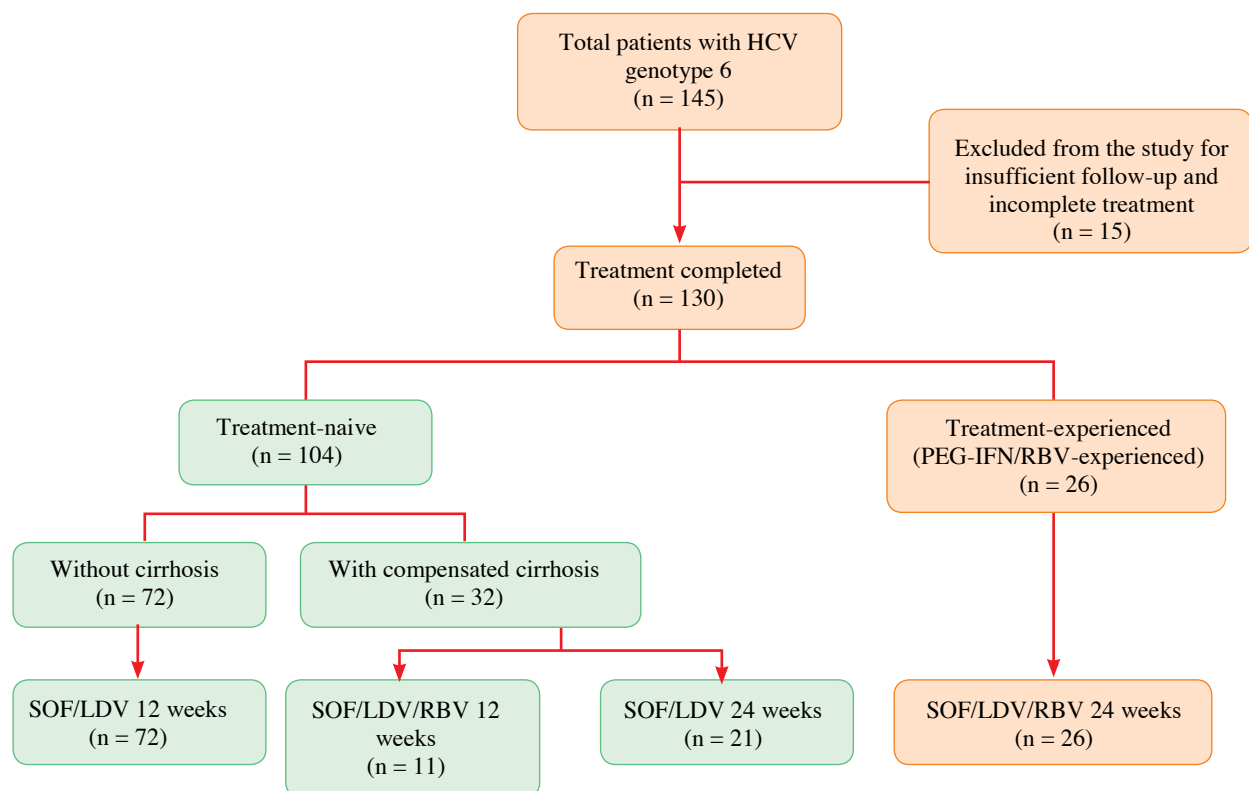 Total patients with HCV
genotype 6
(n = 145)
Excluded from the study for
insufficient follow-up and
incomplete treatment
(n = 15)
Treatment completed
(n = 130)
Treatment-naive
(n = 104)
Treatment-experienced
(PEG-IFN/RBV-experienced)
(n = 26)
Without cirrhosis
(n = 72)
With compensated cirrhosis
(n = 32)
SOF/LDV 12 weeks
(n = 72)
SOF/LDV/RBV 12
weeks
(n = 11)
SOF/LDV 24 weeks
(n = 21)
SOF/LDV/RBV 24 weeks
(n = 26)